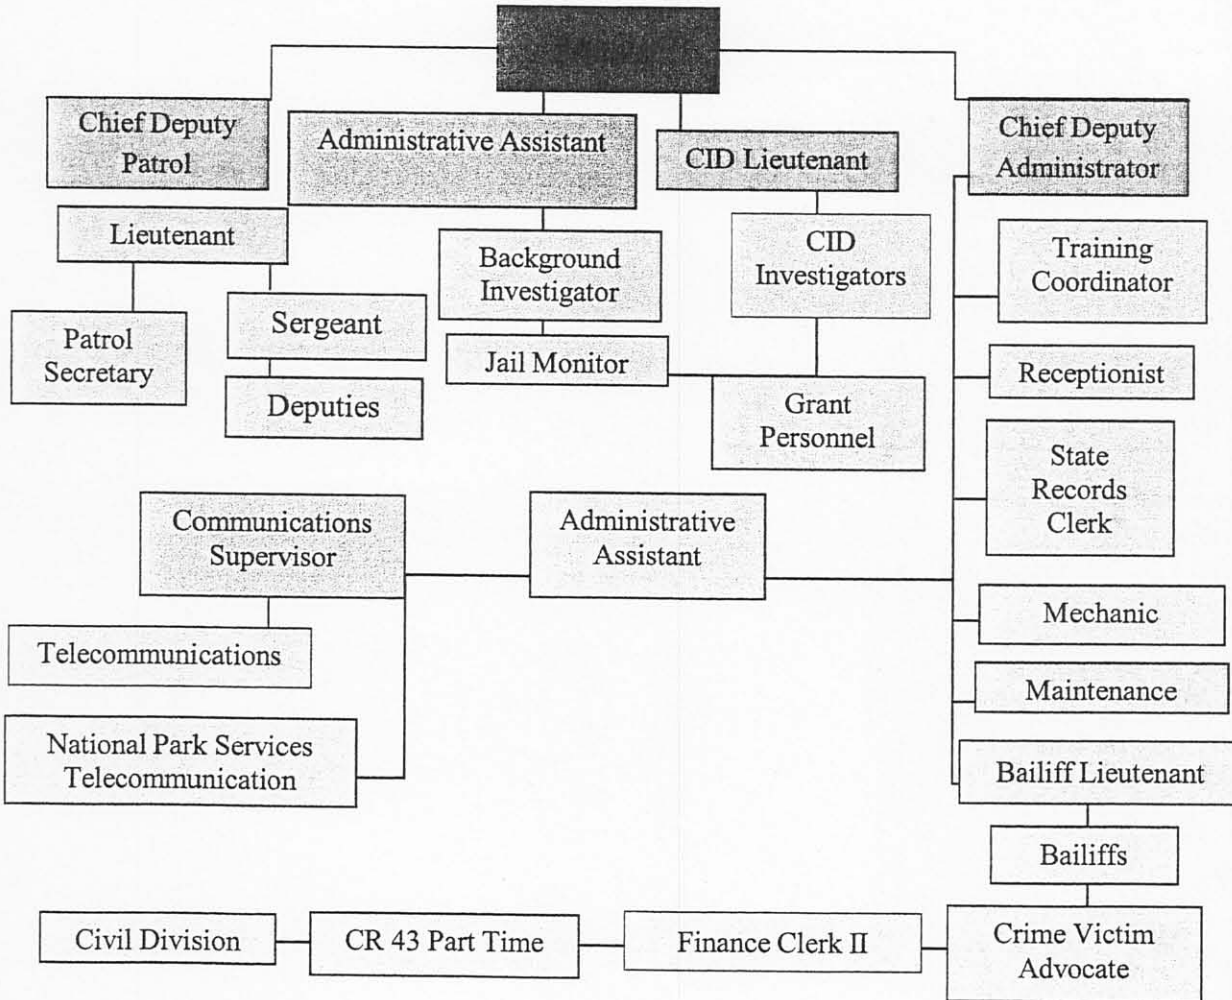 Chief Deputy
Patrol
Administrative Assistant
CID Lieutenant
Chief Deputy
Administrator
Lieutenant
Background
Investigator
CID
Investigators
Training
Coordinator
Patrol
Secretary
Sergeant
Jail Monitor
Receptionist
Deputies
Grant
Personnel
State
Records
Clerk
Communications
Supervisor
Administrative
Assistant
Mechanic
Telecommunications
Maintenance
National Park Services
Telecommunication
Bailiff Lieutenant
Bailiffs
Civil Division
CR 43 Part Time
Finance Clerk II
Crime Victim
Advocate